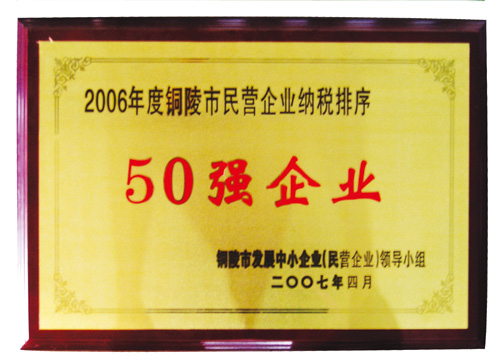 2006年度铜陵市民营企业纳税排序
50强企业
铜陵市发展中小企业(民营企业)领导小组
二〇〇七年四月